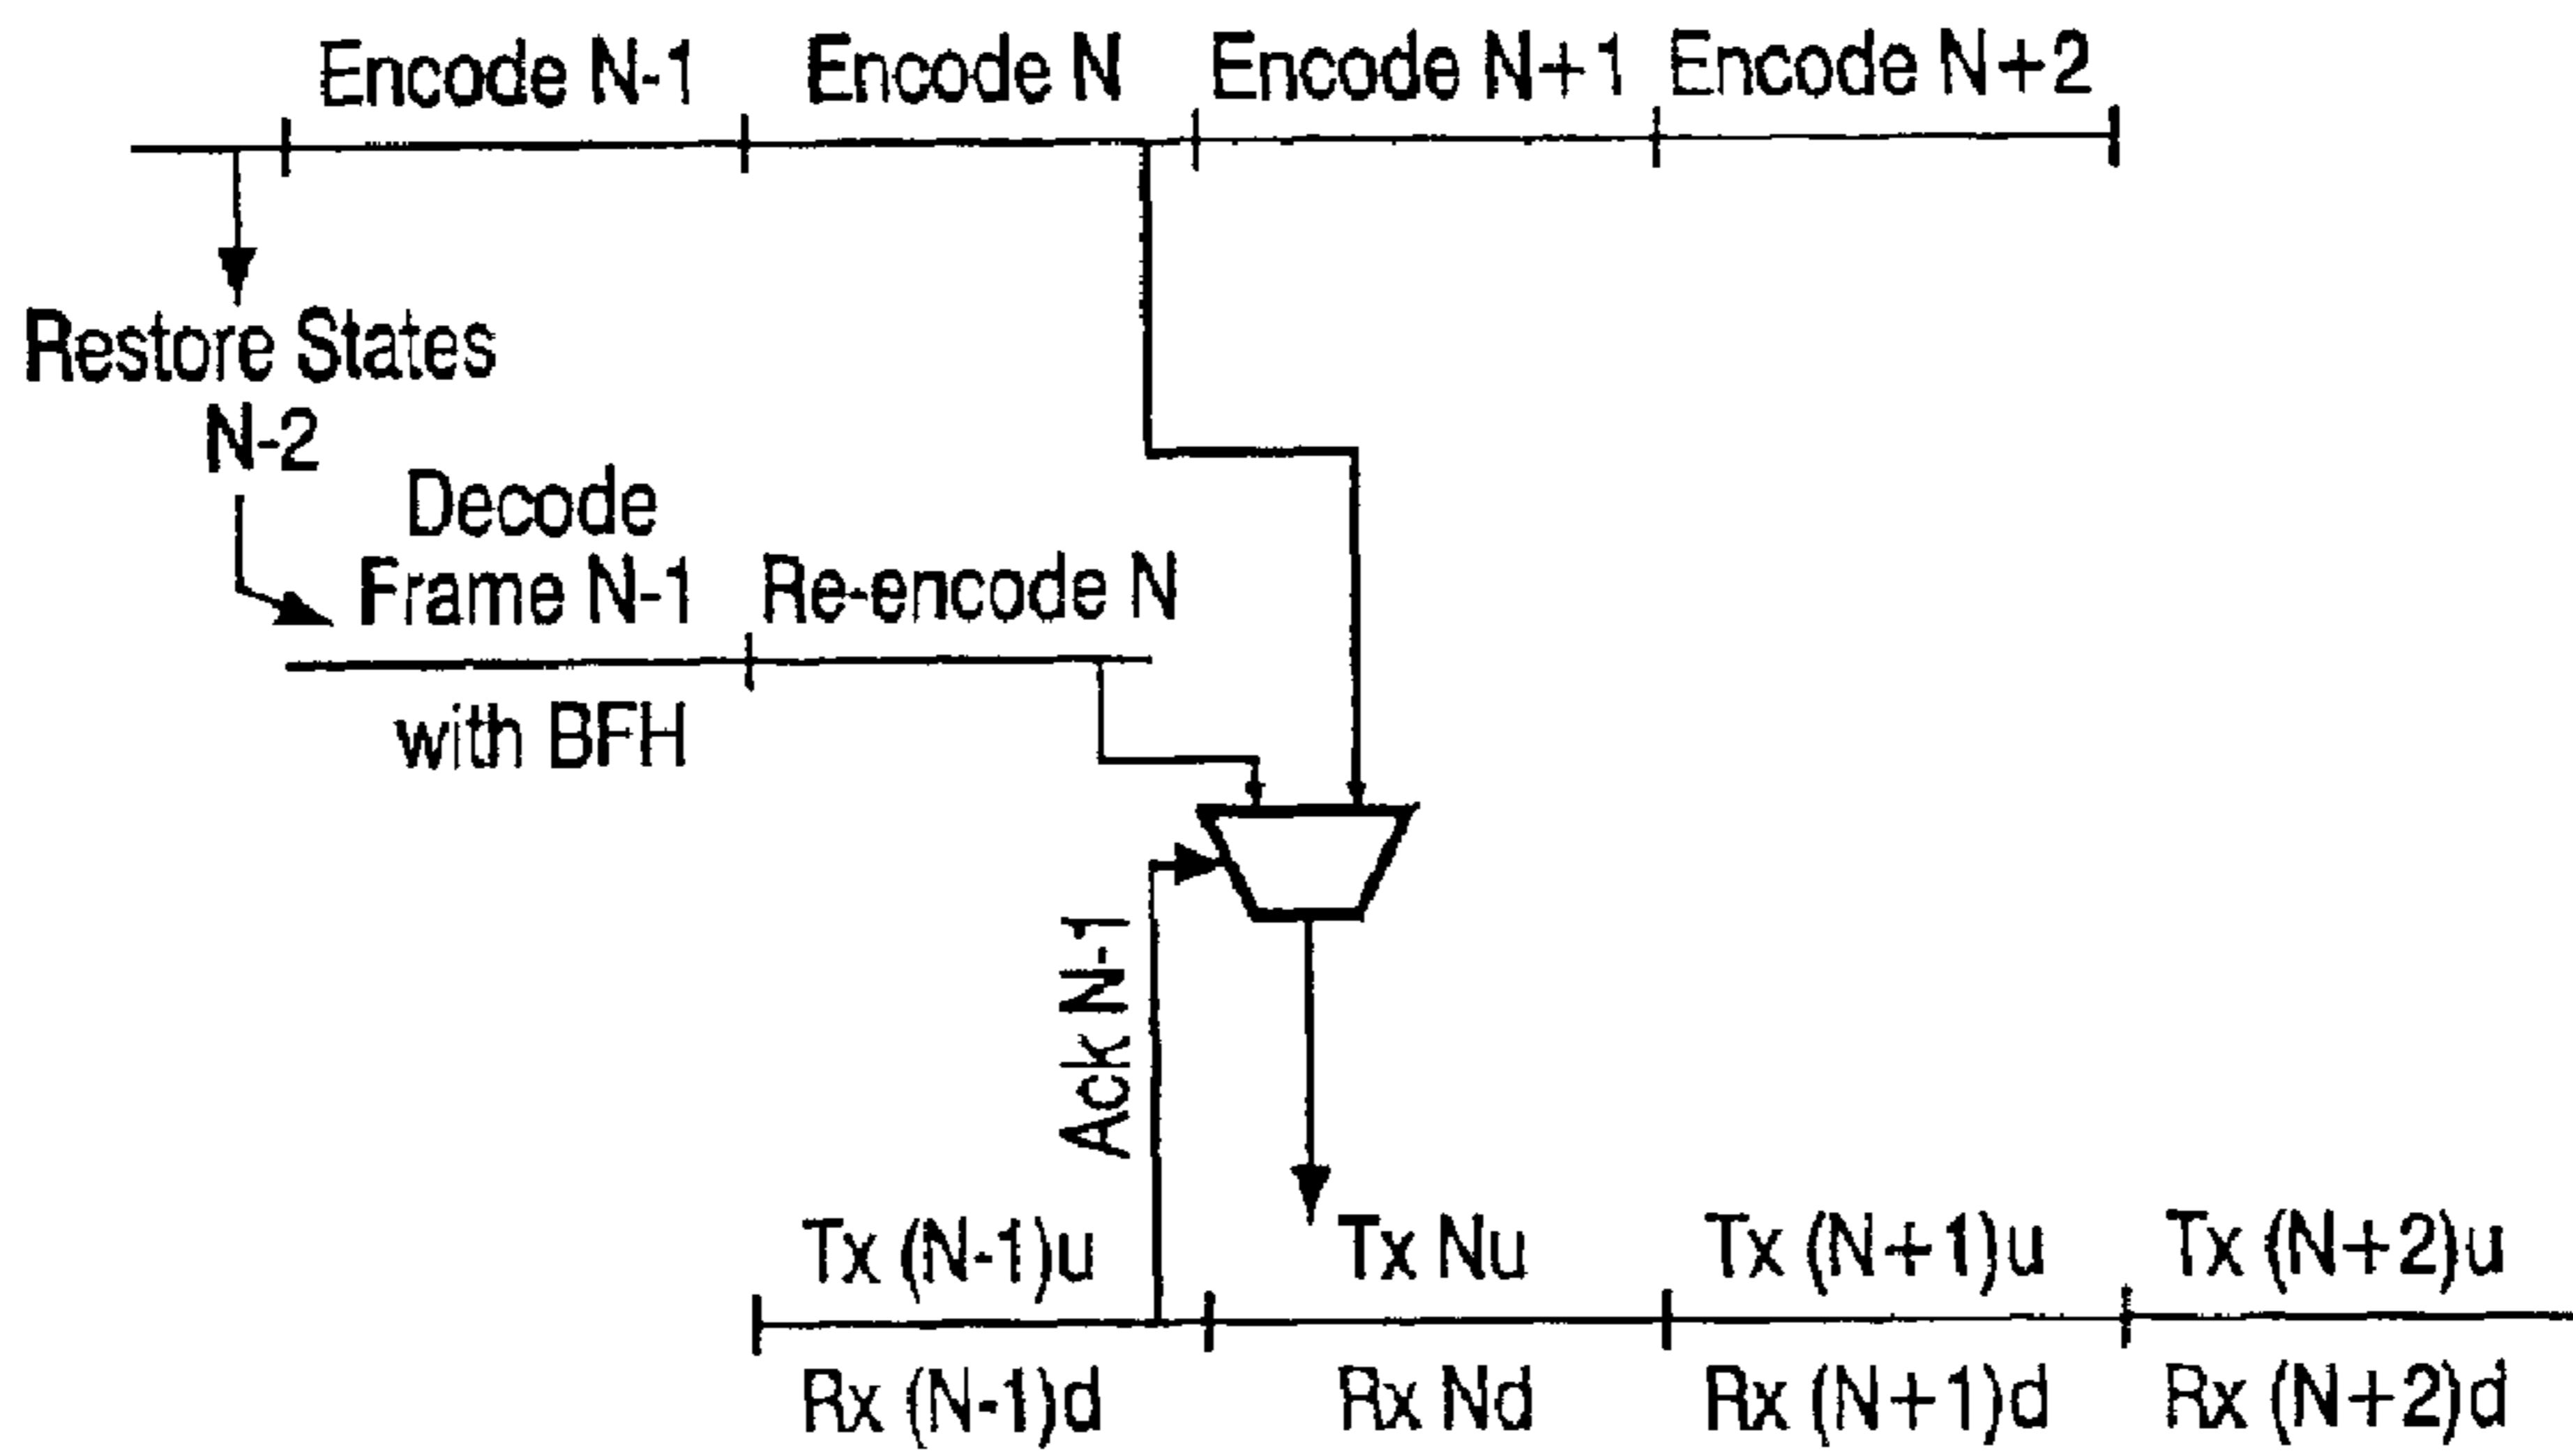 Encode N-1 Encode N Encode N+1 Encode N+2
Restore States
N-2
Decode
Frame N-1 Re-encode N
with BFH
Ack N-1
Tx (N-1)u Tx Nu Tx (N+1)u Tx (N+2)u
Rx (N-1)d Rx Nd Rx (N+1)d Rx (N+2)d